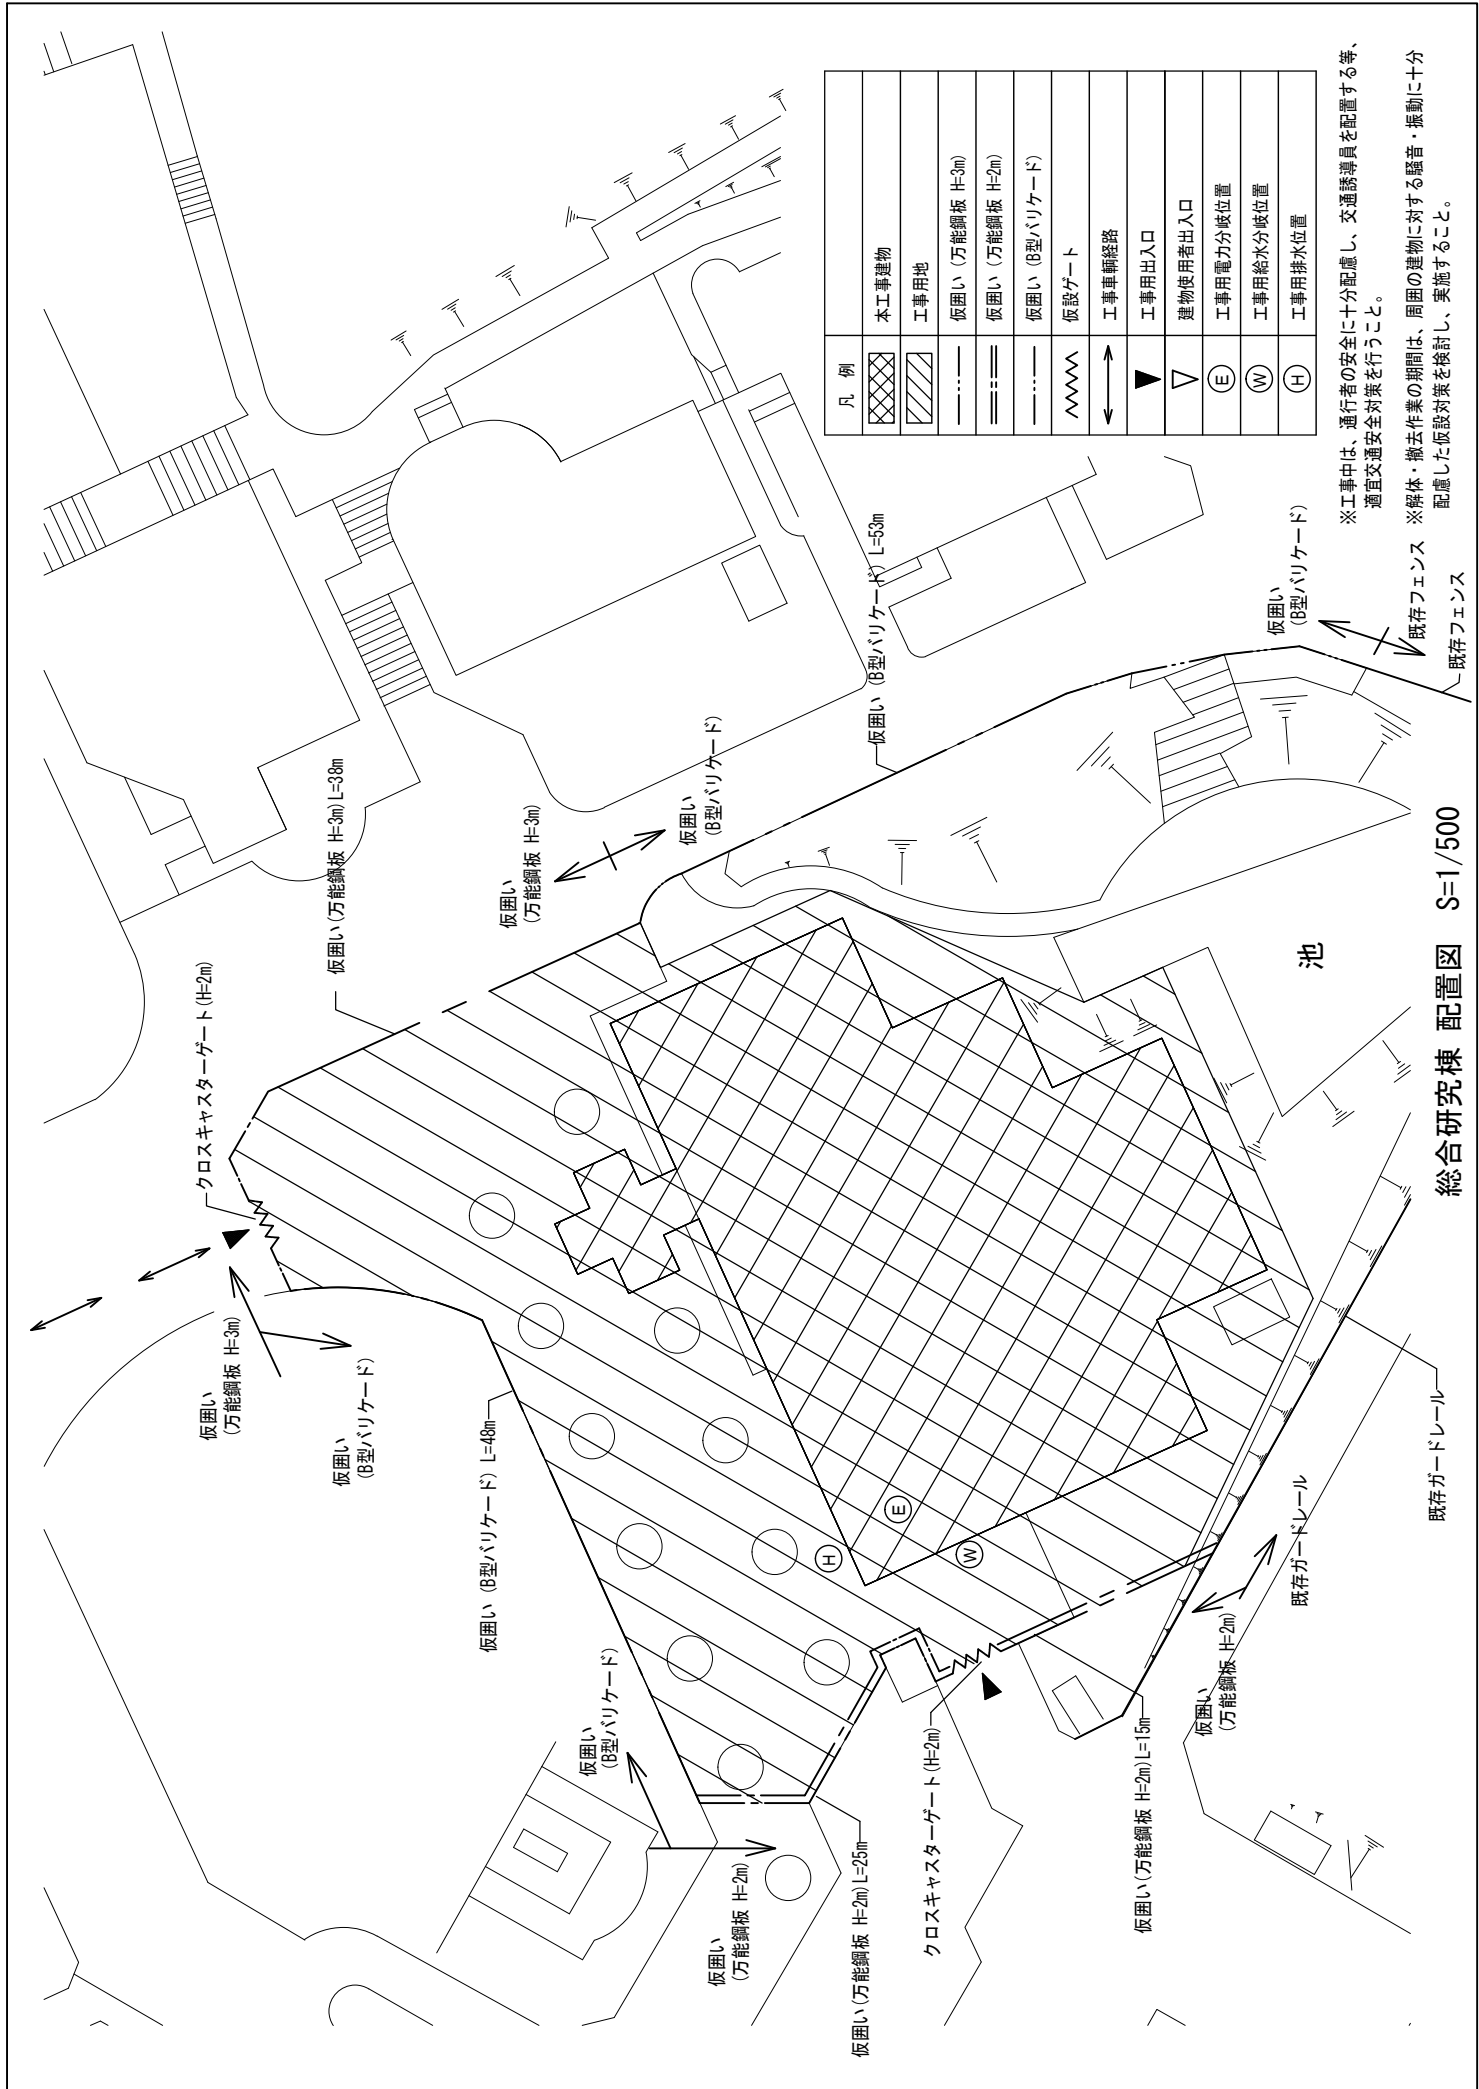 総合研究棟 配置図 S=1/500
凡 例
本工事建物
工事用地
仮囲い (万能鋼板 H=3m)
仮囲い (万能鋼板 H=2m)
仮囲い (B型バリケード)
仮設ゲート
工事車輌経路
工事用出入口
建物使用者出入口
E 工事用電力分岐位置
W 工事用給水分岐位置
H 工事用排水位置
※工事中は、通行者の安全に十分配慮し、交通誘導員を配置する等、
適宜交通安全対策を行うこと。
※解体・撤去作業の期間は、周囲の建物に対する騒音・振動に十分
配慮した仮設対策を検討し、実施すること。
クロスキャスターゲート(H=2m)
仮囲い(万能鋼板 H=3m)L=38m
仮囲い
(万能鋼板 H=3m)
仮囲い
(B型バリケード)
仮囲い (B型バリケード) L=53m
仮囲い
(B型バリケード)
既存フェンス
既存フェンス
仮囲い
(万能鋼板 H=3m)
仮囲い
(B型バリケード)
仮囲い (B型バリケード) L=48m
仮囲い
(B型バリケード)
仮囲い
(万能鋼板 H=2m)
仮囲い(万能鋼板 H=2m)L=25m
クロスキャスターゲート(H=2m)
仮囲い(万能鋼板 H=2m)L=15m
仮囲い
(万能鋼板 H=2m)
既存ガードレール
既存ガードレール
池
H
E
W